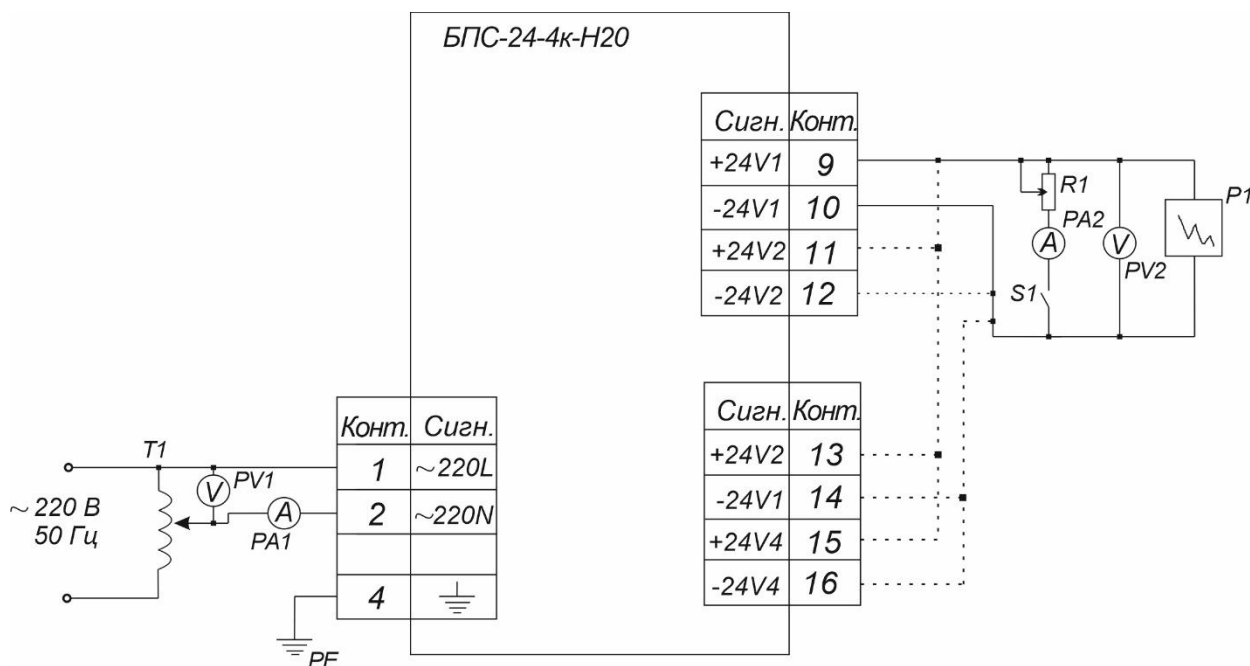 БПС-24-4к-Н20
Сигн. Конт.
+24V1 9
-24V1 10
+24V2 11
-24V2 12
R1
PA2
A
S1
V
PV2
P1
Сигн. Конт.
+24V2 13
-24V1 14
+24V4 15
-24V4 16
Конт. Сигн.
1 ~220L
2 ~220N
4
T1
PV1
V
A
PA1
~ 220 В
50 Гц
PE